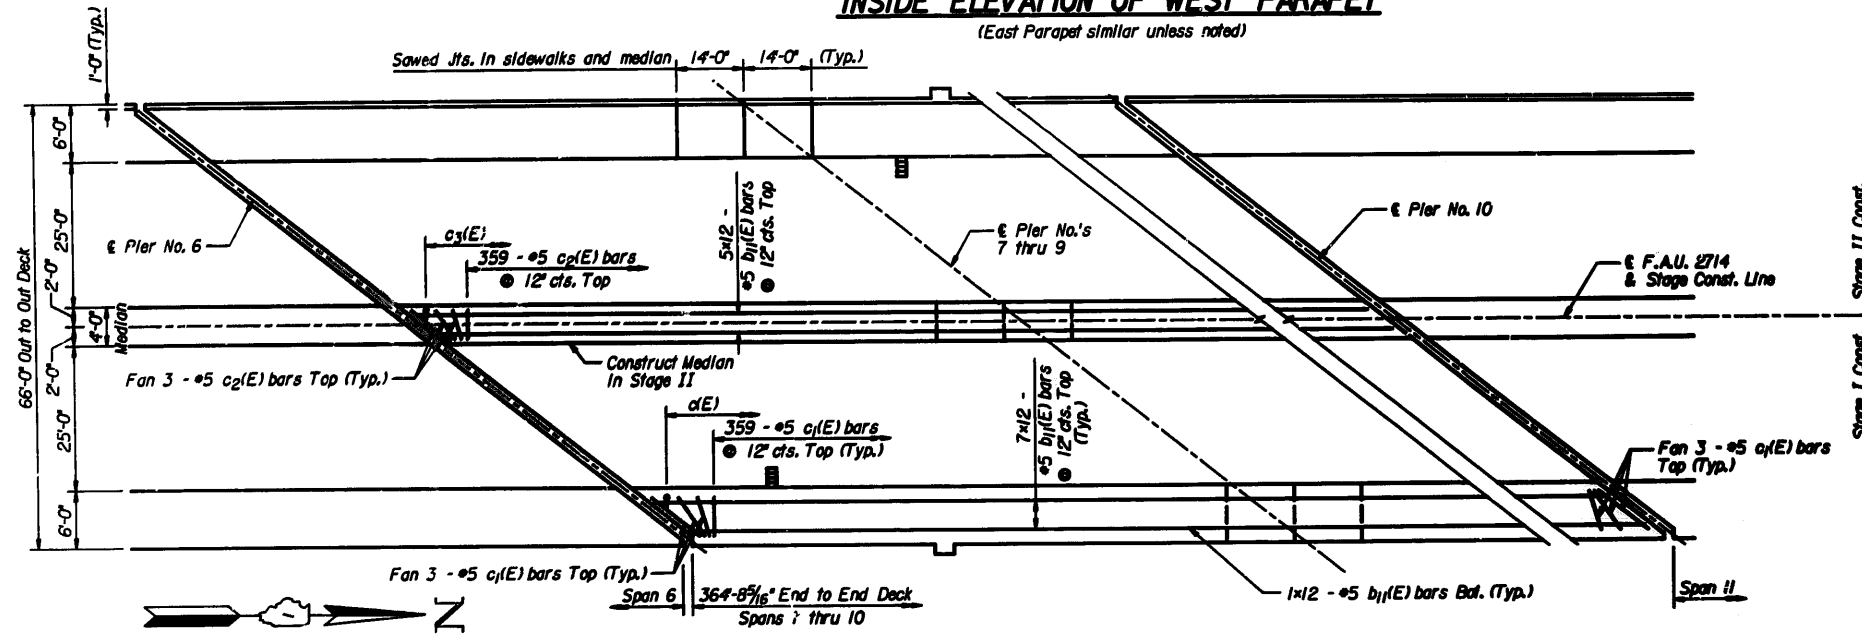 INSIDE ELEVATION OF WEST PARAPET
(East Parapet similar unless noted)
1'-0" (Typ.)
Sawed Jts. in sidewalks and median
14'-0"
14'-0"
(Typ.)
66'-0" Out to Out Deck
6'-0"
25'-0"
2'-0"
4'-0"
Median
2'-0"
25'-0"
6'-0"
℄ Pier No. 6
c3(E)
359 - #5 c2(E) bars
@ 12" cts. Top
5x12 -
#5 b11(E) bars
@ 12" cts. Top
℄ Pier No.'s
7 thru 9
℄ Pier No. 10
℄ F.A.U. 2714
& Stage Const. Line
Stage II Const.
Stage I Const.
Fan 3 - #5 c2(E) bars Top (Typ.)
Construct Median
in Stage II
c(E)
359 - #5 c1(E) bars
@ 12" cts. Top (Typ.)
7x12 -
#5 b11(E) bars
@ 12" cts. Top
(Typ.)
Fan 3 - #5 c1(E) bars
Top (Typ.)
Fan 3 - #5 c1(E) bars Top (Typ.)
Span 6
364'-8 5/16" End to End Deck
Spans 7 thru 10
1x12 - #5 b11(E) bars Bot. (Typ.)
Span 11
N